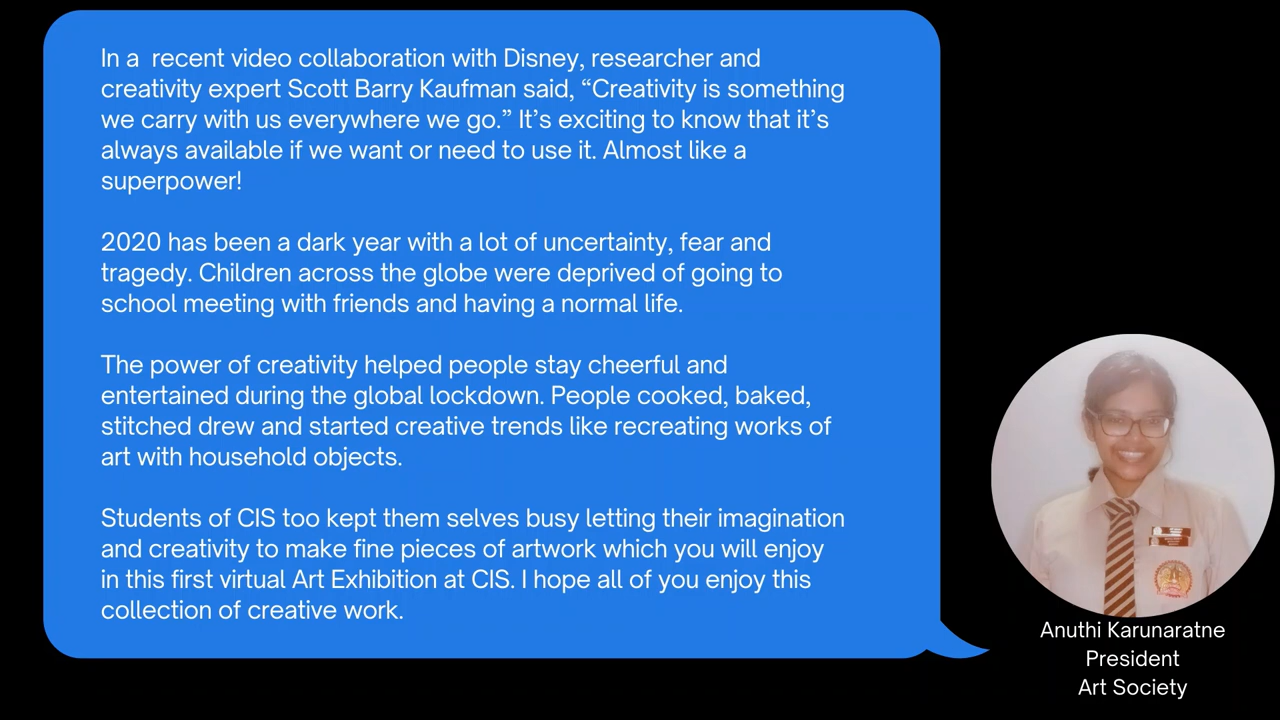 In a  recent video collaboration with Disney, researcher and
creativity expert Scott Barry Kaufman said, “Creativity is something
we carry with us everywhere we go.” It’s exciting to know that it’s
always available if we want or need to use it. Almost like a
superpower!
2020 has been a dark year with a lot of uncertainty, fear and
tragedy. Children across the globe were deprived of going to
school meeting with friends and having a normal life.
The power of creativity helped people stay cheerful and
entertained during the global lockdown. People cooked, baked,
stitched drew and started creative trends like recreating works of
art with household objects.
Students of CIS too kept them selves busy letting their imagination
and creativity to make fine pieces of artwork which you will enjoy
in this first virtual Art Exhibition at CIS. I hope all of you enjoy this
collection of creative work.
Anuthi Karunaratne
President
Art Society